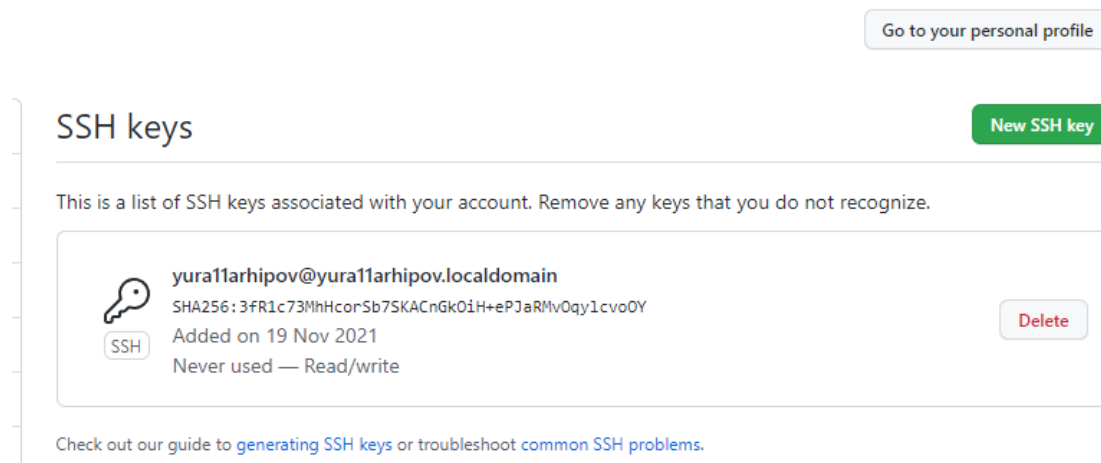 Go to your personal profile
SSH keys
New SSH key
This is a list of SSH keys associated with your account. Remove any keys that you do not recognize.
yura11arhipov@yura11arhipov.localdomain
SHA256:3fR1c73MhHcorSb7SKACnGkOiH+ePJaRMvOqylcvoOY
Added on 19 Nov 2021
Never used — Read/write
SSH
Delete
Check out our guide to generating SSH keys or troubleshoot common SSH problems.